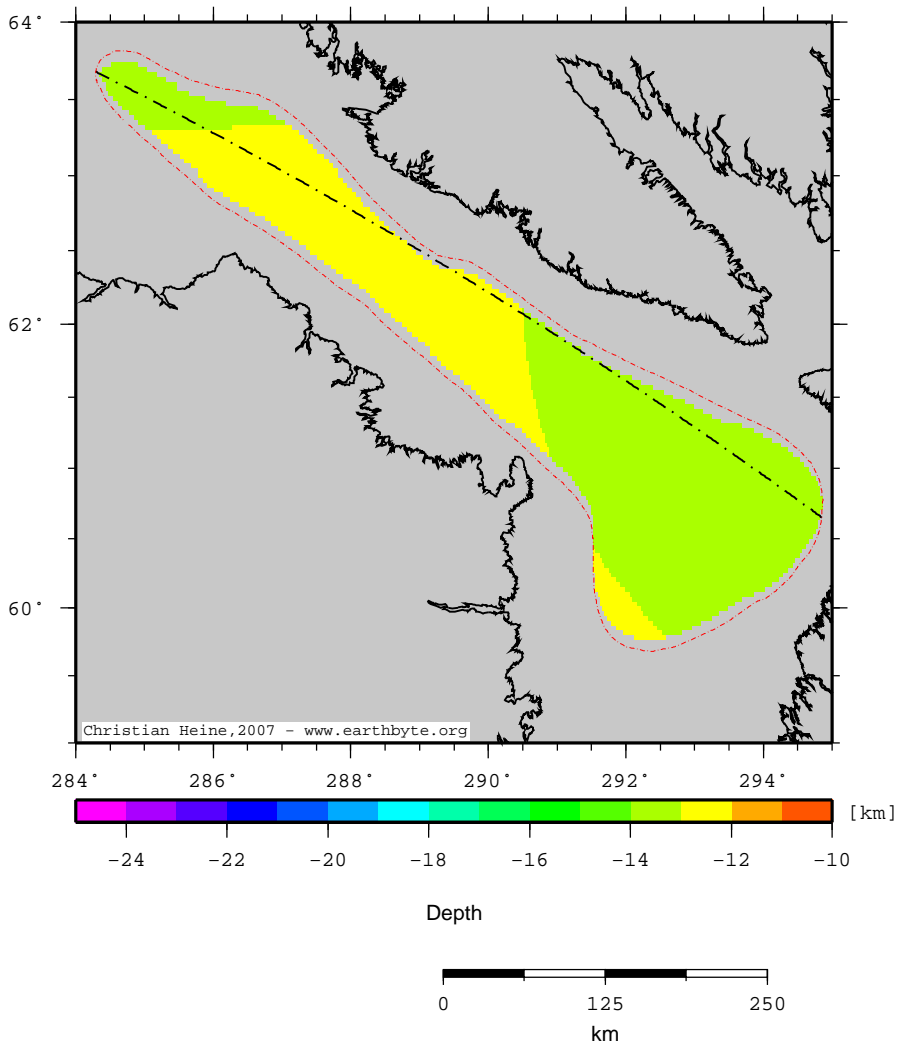 64°
62°
60°
Christian Heine,2007 - www.earthbyte.org
284° 286° 288° 290° 292° 294°
[km]
−24 −22 −20 −18 −16 −14 −12 −10
Depth
0 125 250
km